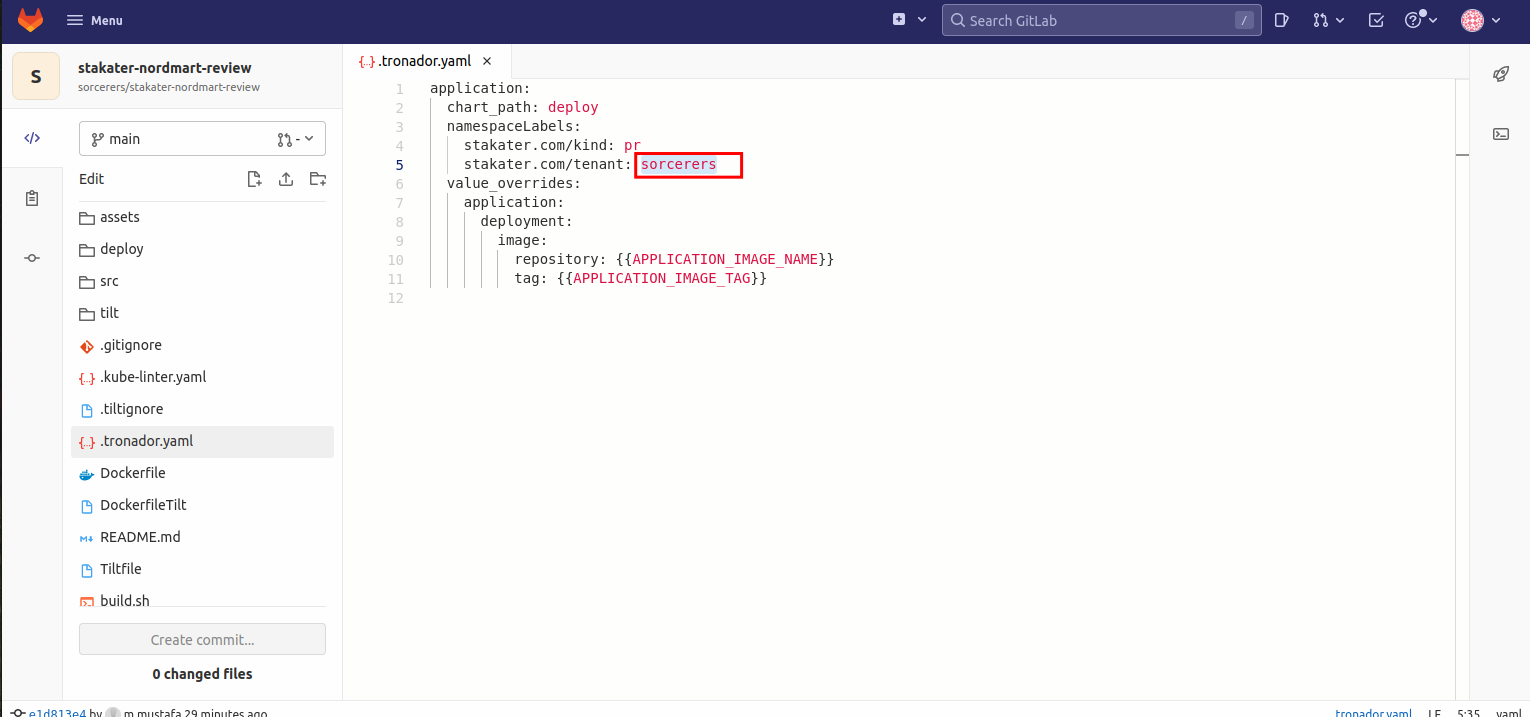 Menu
Search GitLab
/
S
stakater-nordmart-review
sorcerers/stakater-nordmart-review
main
-
Edit
assets
deploy
src
tilt
.gitignore
.kube-linter.yaml
.tiltignore
.tronador.yaml
Dockerfile
DockerfileTilt
README.md
Tiltfile
build.sh
Create commit...
0 changed files
{..} .tronador.yaml ×
1 application:
2 chart_path: deploy
3 namespaceLabels:
4 stakater.com/kind: pr
5 stakater.com/tenant: sorcerers
6 value_overrides:
7 application:
8 deployment:
9 image:
10 repository: {{APPLICATION_IMAGE_NAME}}
11 tag: {{APPLICATION_IMAGE_TAG}}
12
e1d813e4 by m mustafa 29 minutes ago
tronador.yaml LF 5:35 yaml